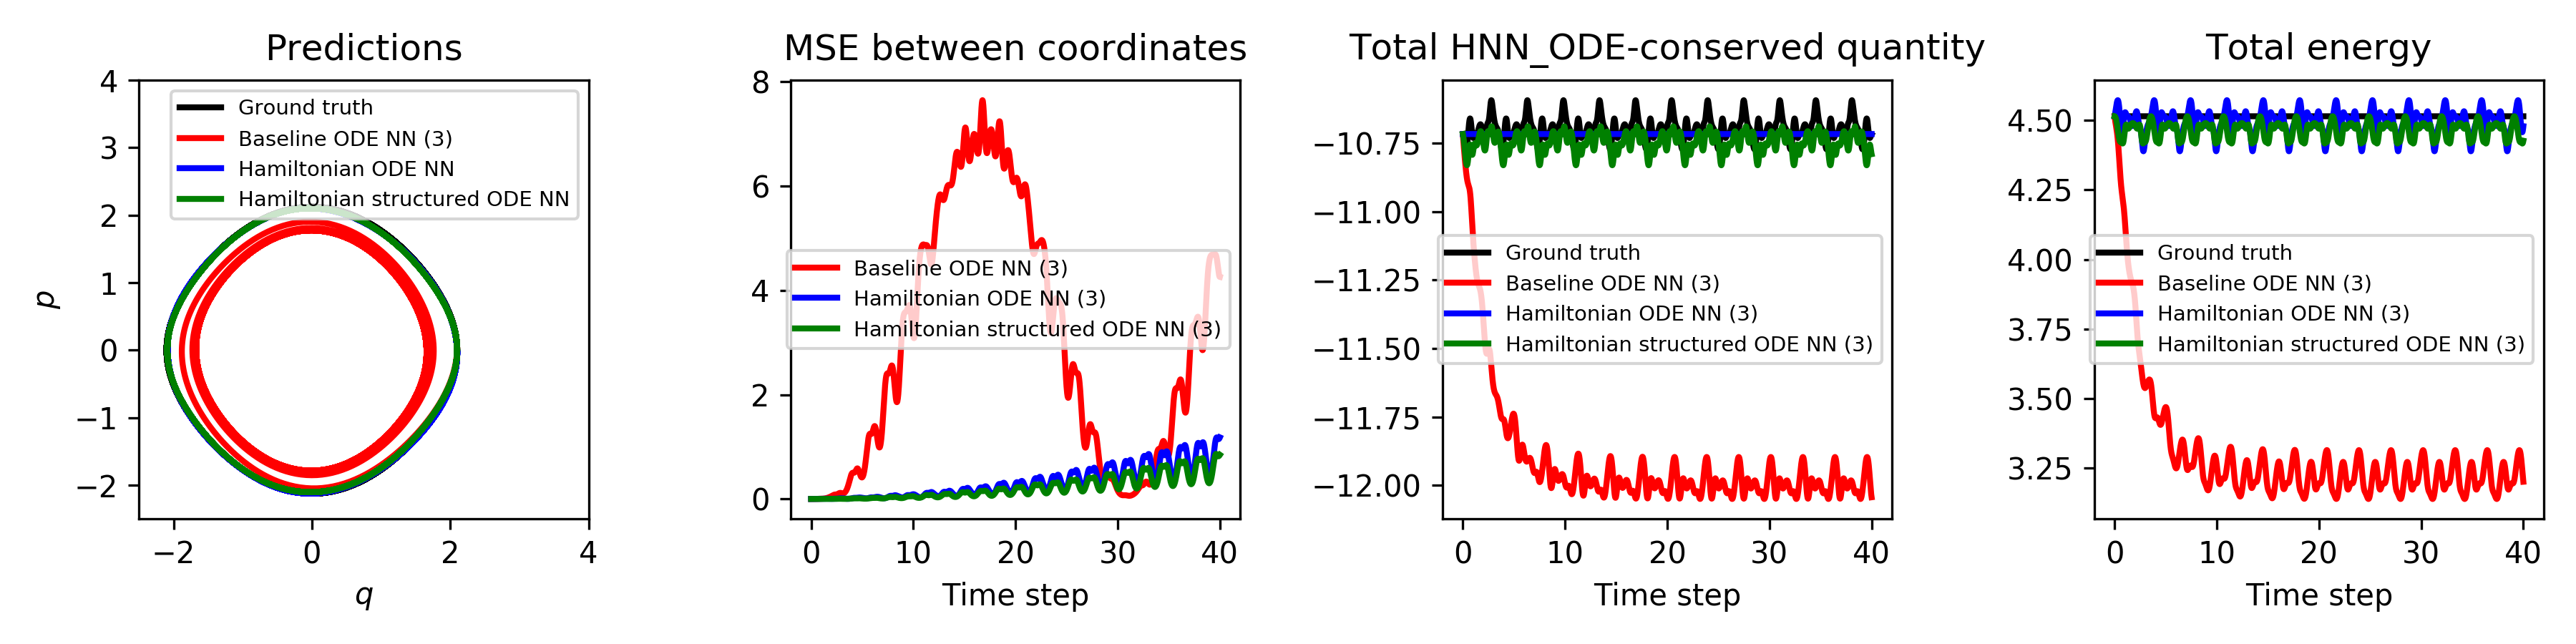 Predictions
4
3
2
1
0
−1
−2
p
−2
0
2
4
q
Ground truth
Baseline ODE NN (3)
Hamiltonian ODE NN
Hamiltonian structured ODE NN
MSE between coordinates
8
6
4
2
0
0
10
20
30
40
Time step
Baseline ODE NN (3)
Hamiltonian ODE NN (3)
Hamiltonian structured ODE NN (3)
Total HNN_ODE-conserved quantity
−10.75
−11.00
−11.25
−11.50
−11.75
−12.00
0
10
20
30
40
Time step
Ground truth
Baseline ODE NN (3)
Hamiltonian ODE NN (3)
Hamiltonian structured ODE NN (3)
Total energy
4.50
4.25
4.00
3.75
3.50
3.25
0
10
20
30
40
Time step
Ground truth
Baseline ODE NN (3)
Hamiltonian ODE NN (3)
Hamiltonian structured ODE NN (3)